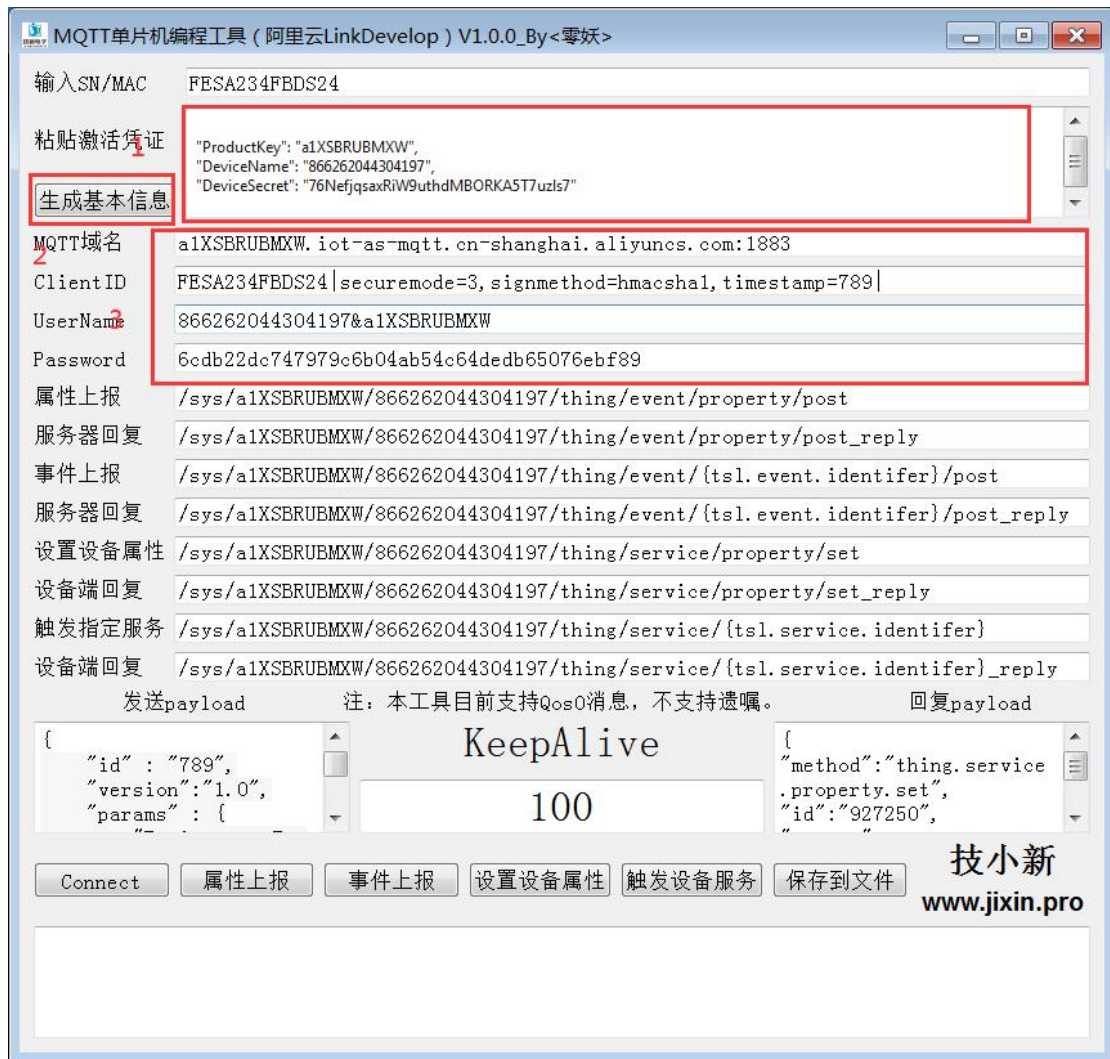 MQTT单片机编程工具（阿里云LinkDevelop）V1.0.0_By<零妖>
输入SN/MAC FESA234FBDS24
粘贴激活凭证
1
"ProductKey": "a1XSBRUBMXW",
"DeviceName": "866262044304197",
"DeviceSecret": "76NefjqsaxRiW9uthdMBORKA5T7uzIs7"
生成基本信息
MQTT域名 a1XSBRUBMXW.iot-as-mqtt.cn-shanghai.aliyuncs.com:1883
2
ClientID FESA234FBDS24|securemode=3,signmethod=hmacsha1,timestamp=789|
UserName 866262044304197&a1XSBRUBMXW
3
Password 6cdb22dc747979c6b04ab54c64dedb65076ebf89
属性上报 /sys/a1XSBRUBMXW/866262044304197/thing/event/property/post
服务器回复 /sys/a1XSBRUBMXW/866262044304197/thing/event/property/post_reply
事件上报 /sys/a1XSBRUBMXW/866262044304197/thing/event/{tsl.event.identifer}/post
服务器回复 /sys/a1XSBRUBMXW/866262044304197/thing/event/{tsl.event.identifer}/post_reply
设置设备属性 /sys/a1XSBRUBMXW/866262044304197/thing/service/property/set
设备端回复 /sys/a1XSBRUBMXW/866262044304197/thing/service/property/set_reply
触发指定服务 /sys/a1XSBRUBMXW/866262044304197/thing/service/{tsl.service.identifer}
设备端回复 /sys/a1XSBRUBMXW/866262044304197/thing/service/{tsl.service.identifer}_reply
发送payload 注：本工具目前支持Qos0消息，不支持遗嘱。 回复payload
{
"id" : "789",
"version":"1.0",
"params" : {
KeepAlive
100
{
"method":"thing.service
.property.set",
"id":"927250",
Connect 属性上报 事件上报 设置设备属性 触发设备服务 保存到文件
技小新
www.jixin.pro